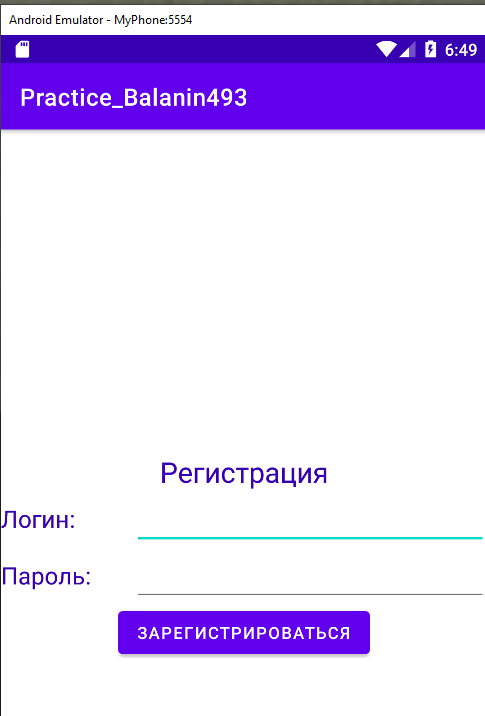 Android Emulator - MyPhone:5554
6:49
Practice_Balanin493
Регистрация
Логин:
Пароль:
ЗАРЕГИСТРИРОВАТЬСЯ